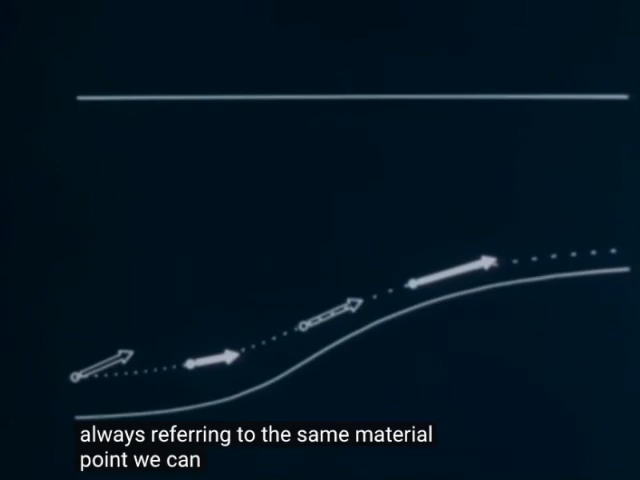 always referring to the same material
point we can